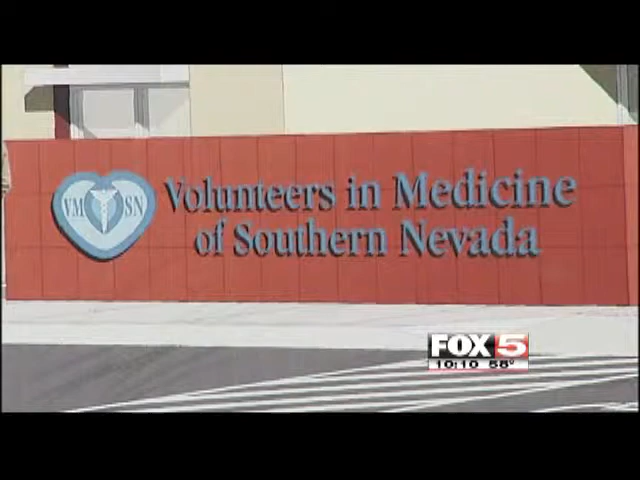 VM SN
Volunteers in Medicine
of Southern Nevada
FOX 5
10:10 58°